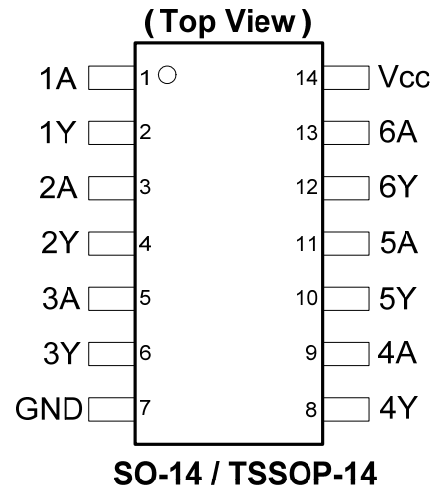 (Top View)
1A 1 14 Vcc
1Y 2 13 6A
2A 3 12 6Y
2Y 4 11 5A
3A 5 10 5Y
3Y 6 9 4A
GND 7 8 4Y
SO-14 / TSSOP-14